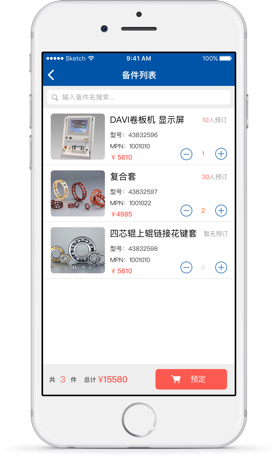 Sketch 9:41 AM 100%
备件列表
输入备件名搜索...
DAVI卷板机 显示屏 10人预订
型号：43832596
MPN：1001010
¥ 5610 1
复合套 30人预订
型号：43832597
MPN：1001022
¥4985 2
四芯辊上辊链接花键套 暂无预订
型号：43832598
MPN：1001010
¥ 5610 0
共 3 件 总计 ¥15580 预定